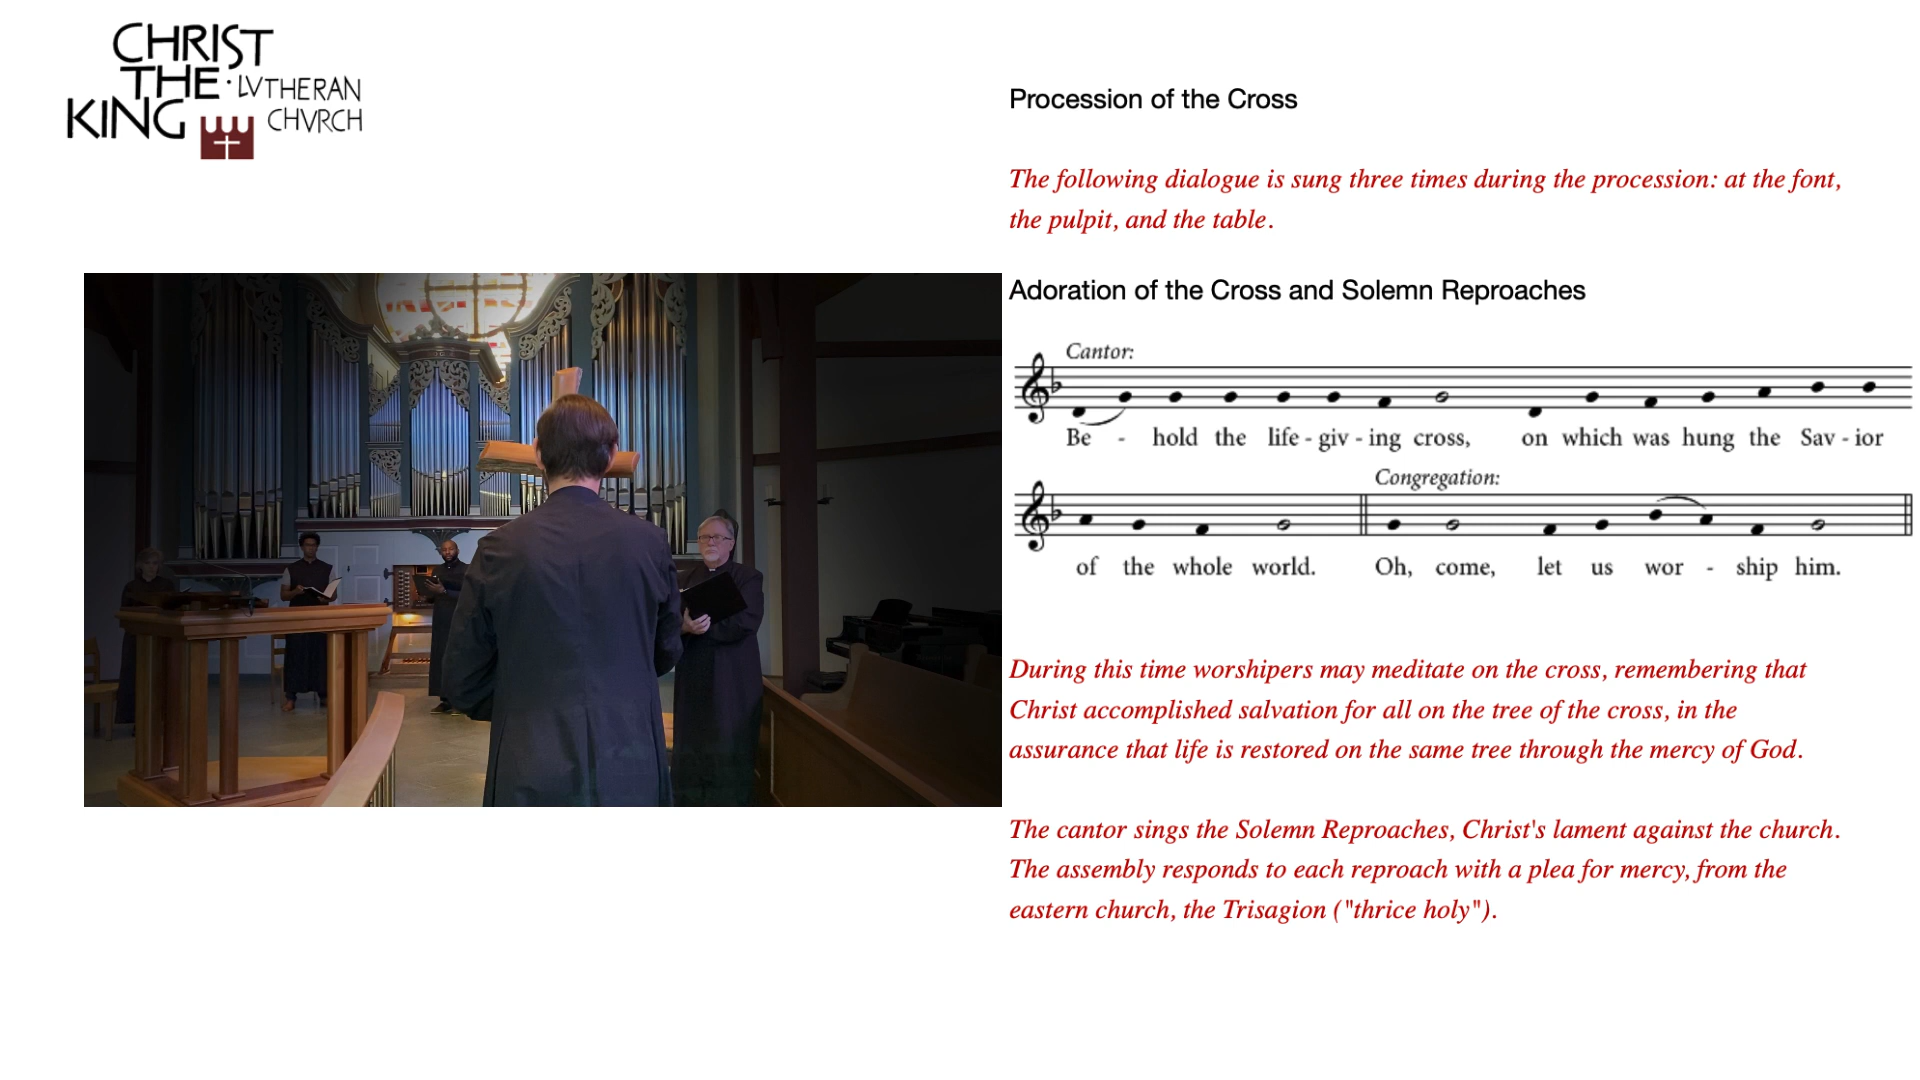 CHRIST
THE · LVTHERAN
KING CHVRCH
Procession of the Cross
The following dialogue is sung three times during the procession: at the font,
the pulpit, and the table.
Adoration of the Cross and Solemn Reproaches
Cantor:
Be - hold the life - giv - ing cross, on which was hung the Sav - ior
Congregation:
of the whole world. Oh, come, let us wor - ship him.
During this time worshipers may meditate on the cross, remembering that
Christ accomplished salvation for all on the tree of the cross, in the
assurance that life is restored on the same tree through the mercy of God.
The cantor sings the Solemn Reproaches, Christ's lament against the church.
The assembly responds to each reproach with a plea for mercy, from the
eastern church, the Trisagion ("thrice holy").